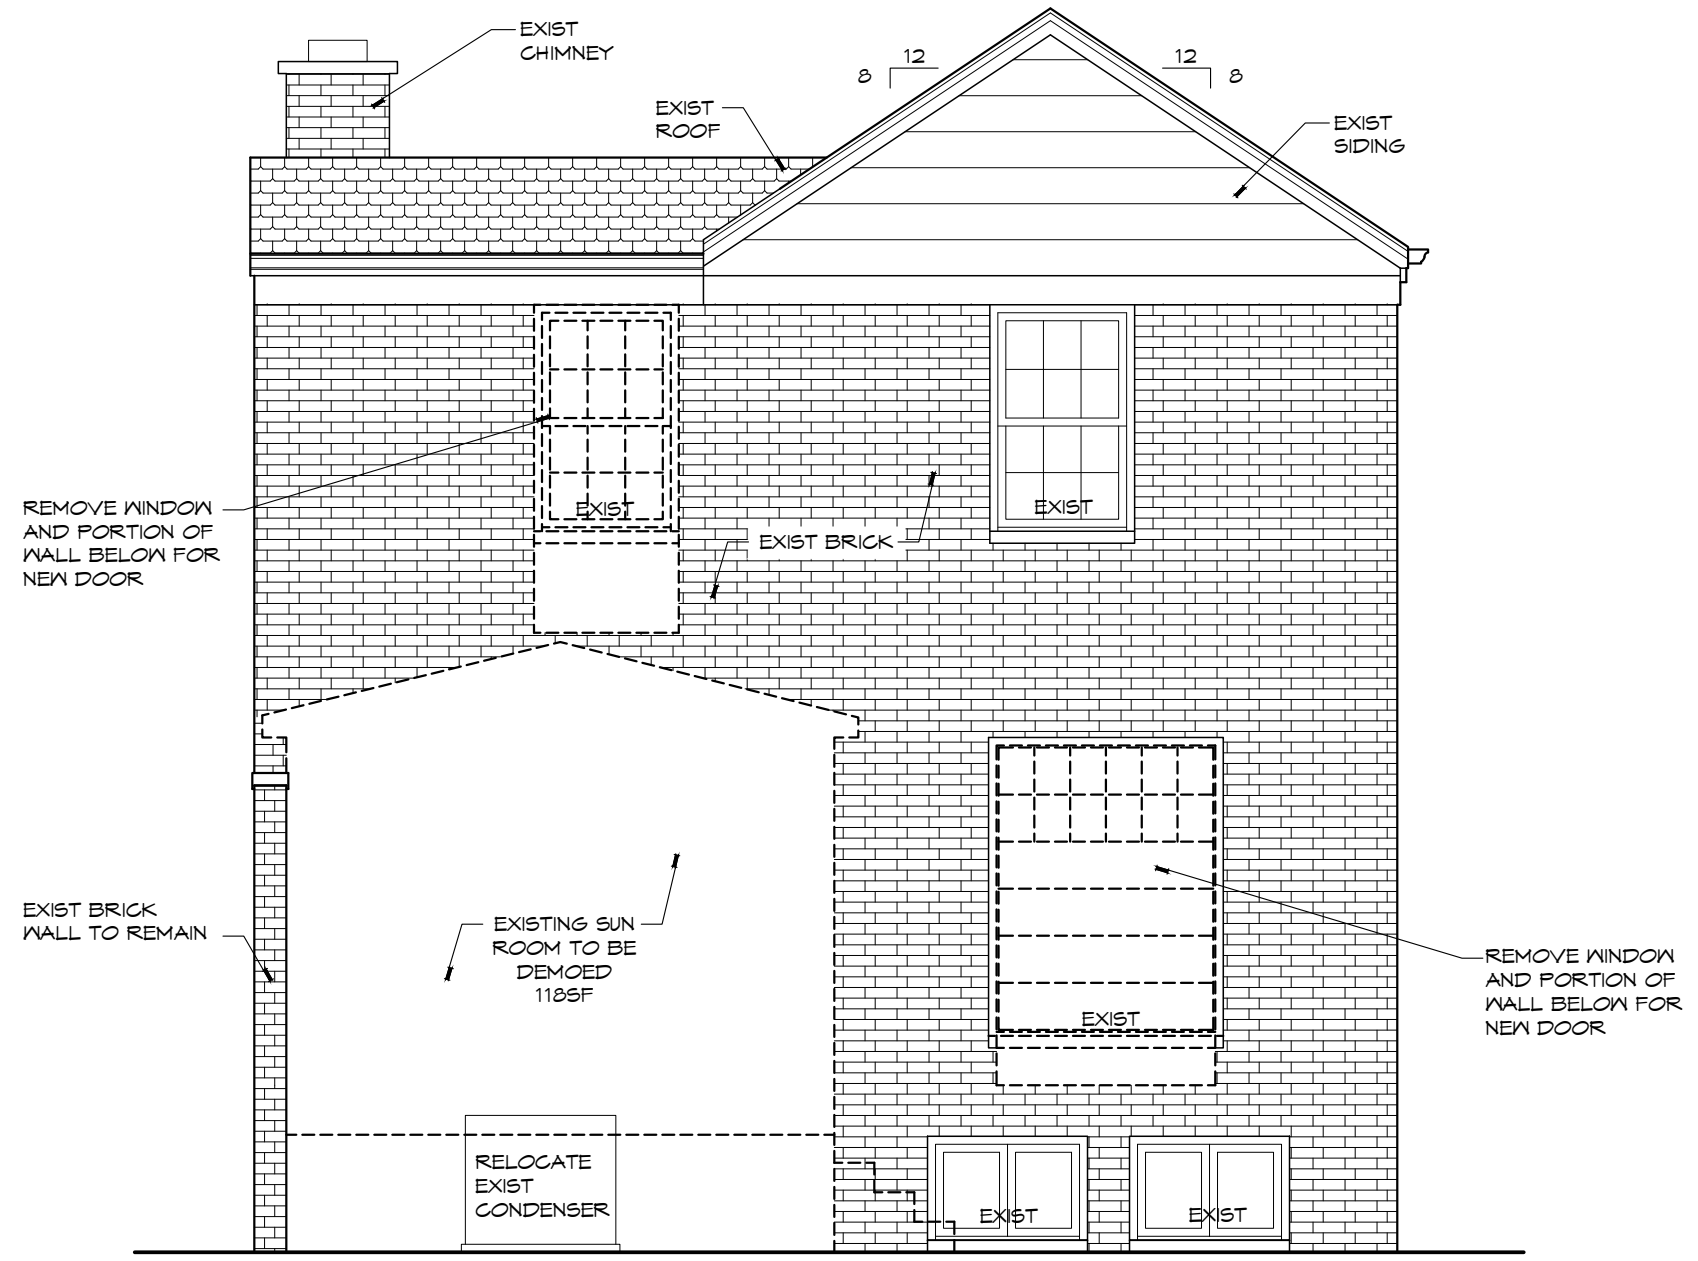 EXIST
CHIMNEY
12
8
12
8
EXIST
ROOF
EXIST
SIDING
REMOVE WINDOW
AND PORTION OF
WALL BELOW FOR
NEW DOOR
EXIST
EXIST
EXIST BRICK
EXIST BRICK
WALL TO REMAIN
EXISTING SUN
ROOM TO BE
DEMOED
118SF
REMOVE WINDOW
AND PORTION OF
WALL BELOW FOR
NEW DOOR
EXIST
RELOCATE
EXIST
CONDENSER
EXIST
EXIST